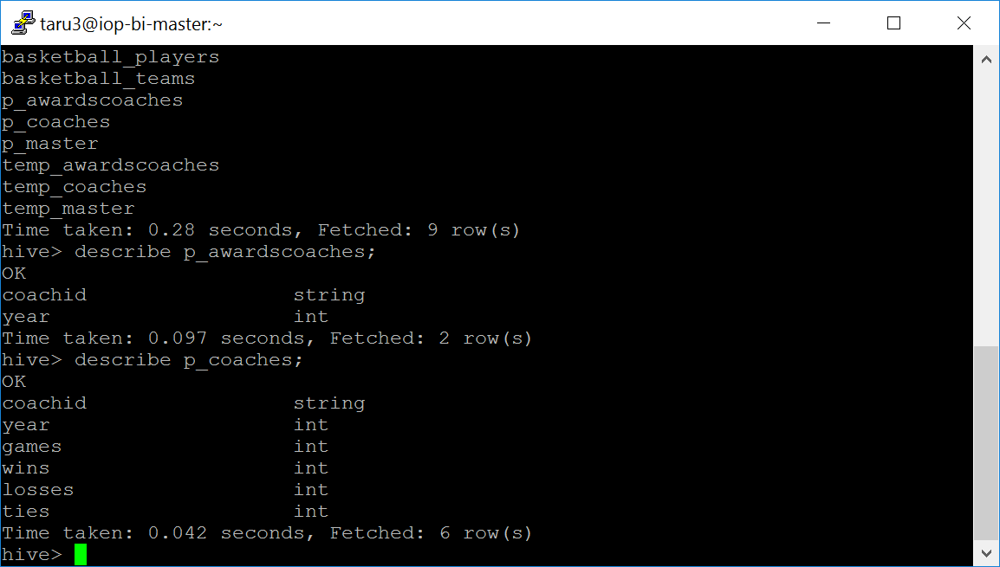 taru3@iop-bi-master:~
basketball_players
basketball_teams
p_awardscoaches
p_coaches
p_master
temp_awardscoaches
temp_coaches
temp_master
Time taken: 0.28 seconds, Fetched: 9 row(s)
hive> describe p_awardscoaches;
OK
coachid                 string
year                    int
Time taken: 0.097 seconds, Fetched: 2 row(s)
hive> describe p_coaches;
OK
coachid                 string
year                    int
games                   int
wins                    int
losses                  int
ties                    int
Time taken: 0.042 seconds, Fetched: 6 row(s)
hive>